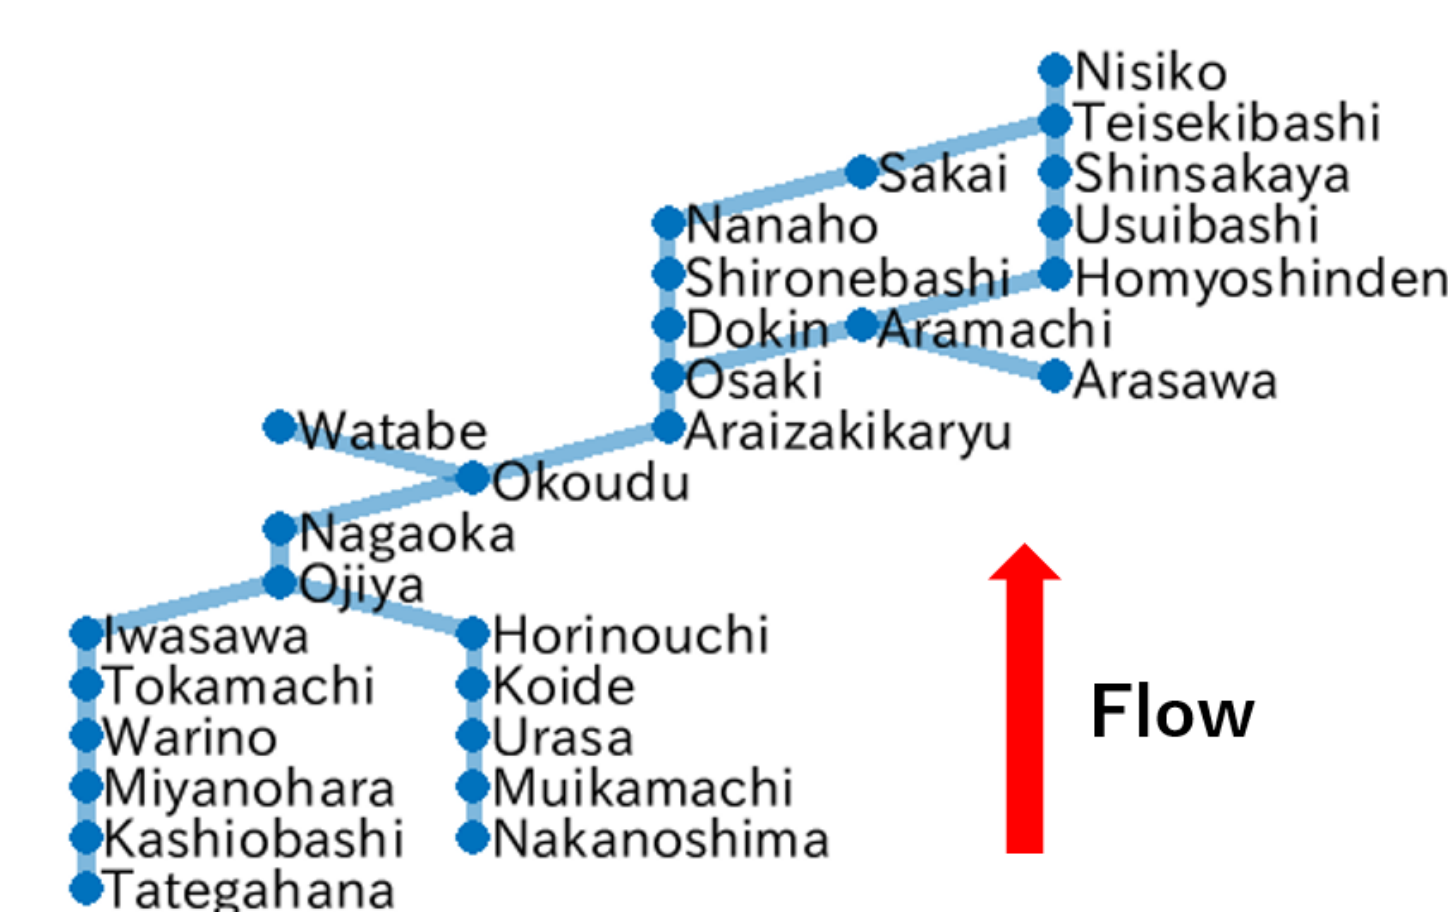 Nisiko
Teisekibashi
Sakai
Shinsakaya
Nanaho
Usuibashi
Shironebashi
Homyoshinden
Dokin
Aramachi
Osaki
Arasawa
Watabe
Araizakikaryu
Okoudu
Nagaoka
Ojiya
Iwasawa
Horinouchi
Tokamachi
Koide
Flow
Warino
Urasa
Miyanohara
Muikamachi
Kashiobashi
Nakanoshima
Tategahana